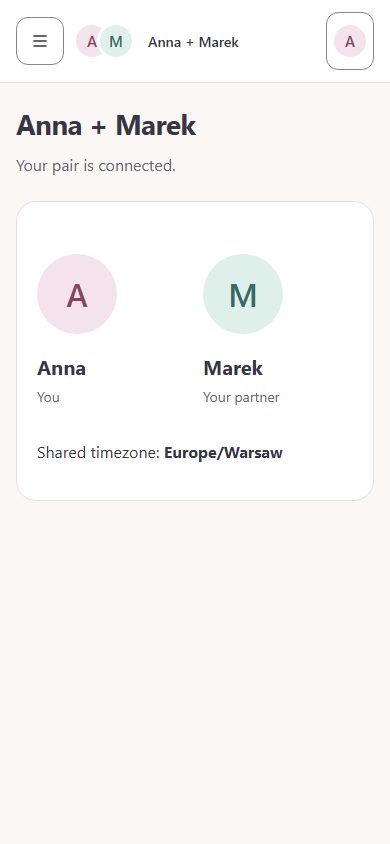 A M Anna + Marek A
Anna + Marek
Your pair is connected.
A M
Anna Marek
You Your partner
Shared timezone: Europe/Warsaw